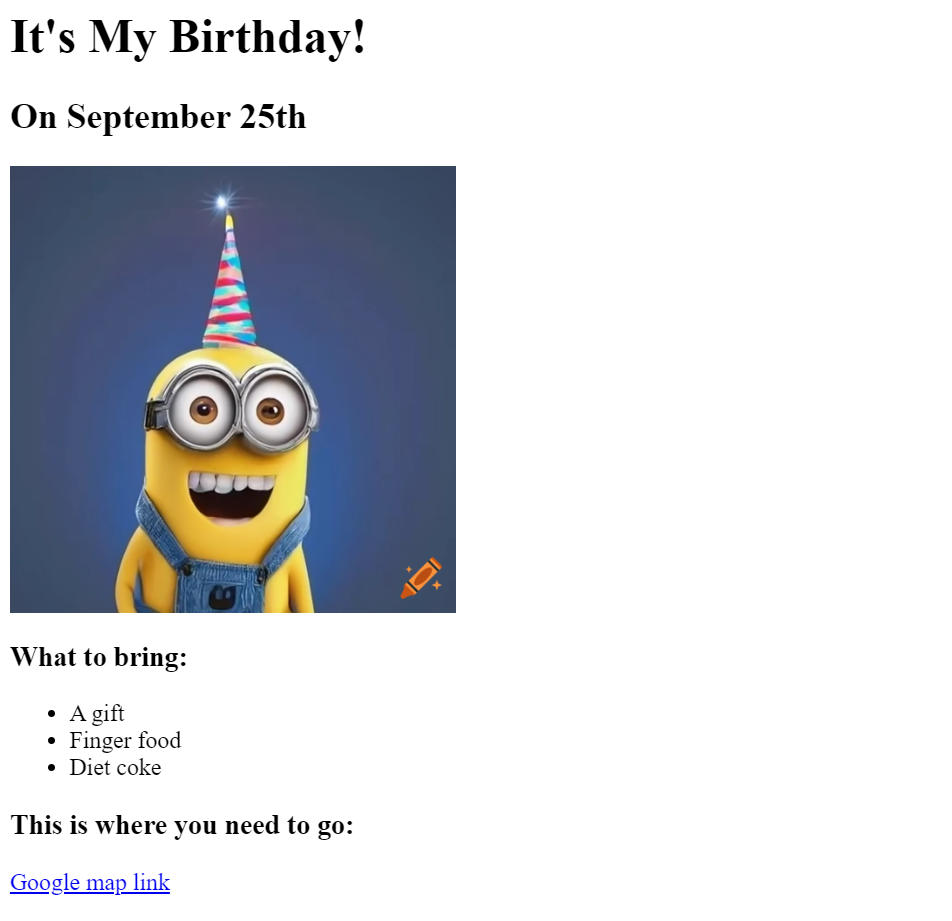 It's My Birthday!
On September 25th
What to bring:
A gift
Finger food
Diet coke
This is where you need to go:
Google map link